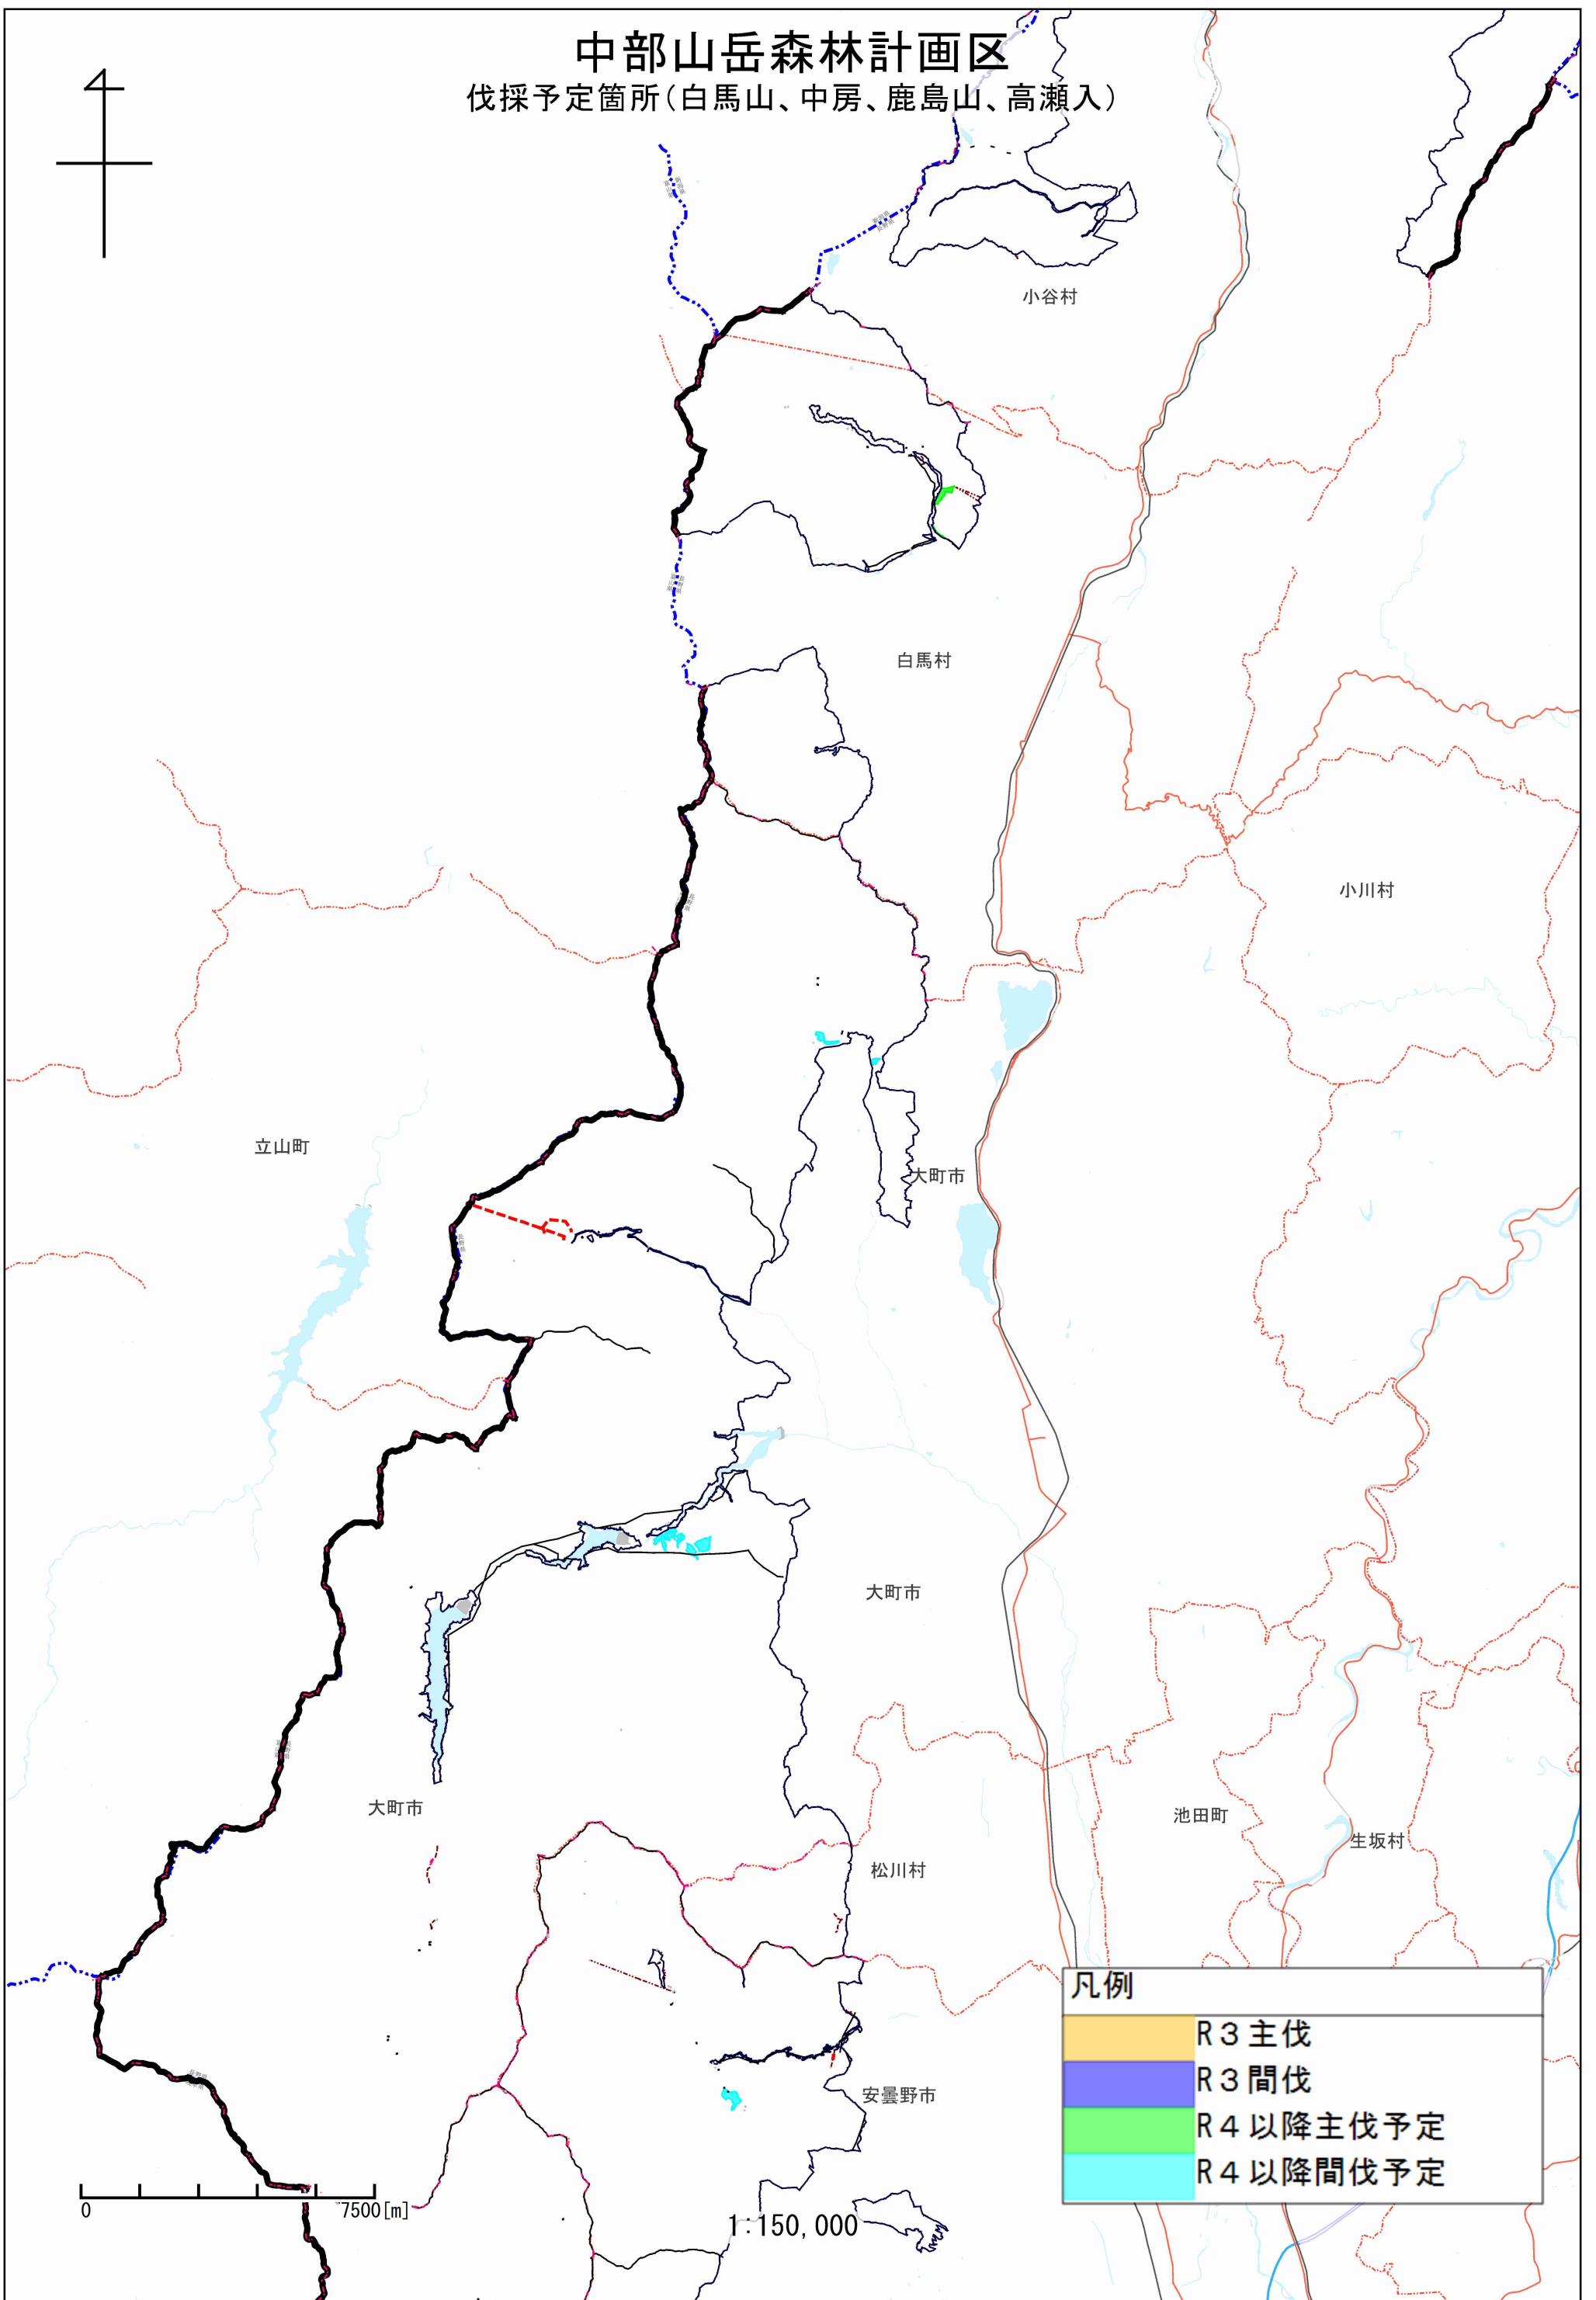 中部山岳森林計画区
伐採予定箇所(白馬山、中房、鹿島山、高瀬入)
小谷村
白馬村
小川村
立山町
大町市
大町市
大町市
池田町
生坂村
松川村
安曇野市
凡例
R3主伐
R3間伐
R4以降主伐予定
R4以降間伐予定
0 7500[m]
1:150,000